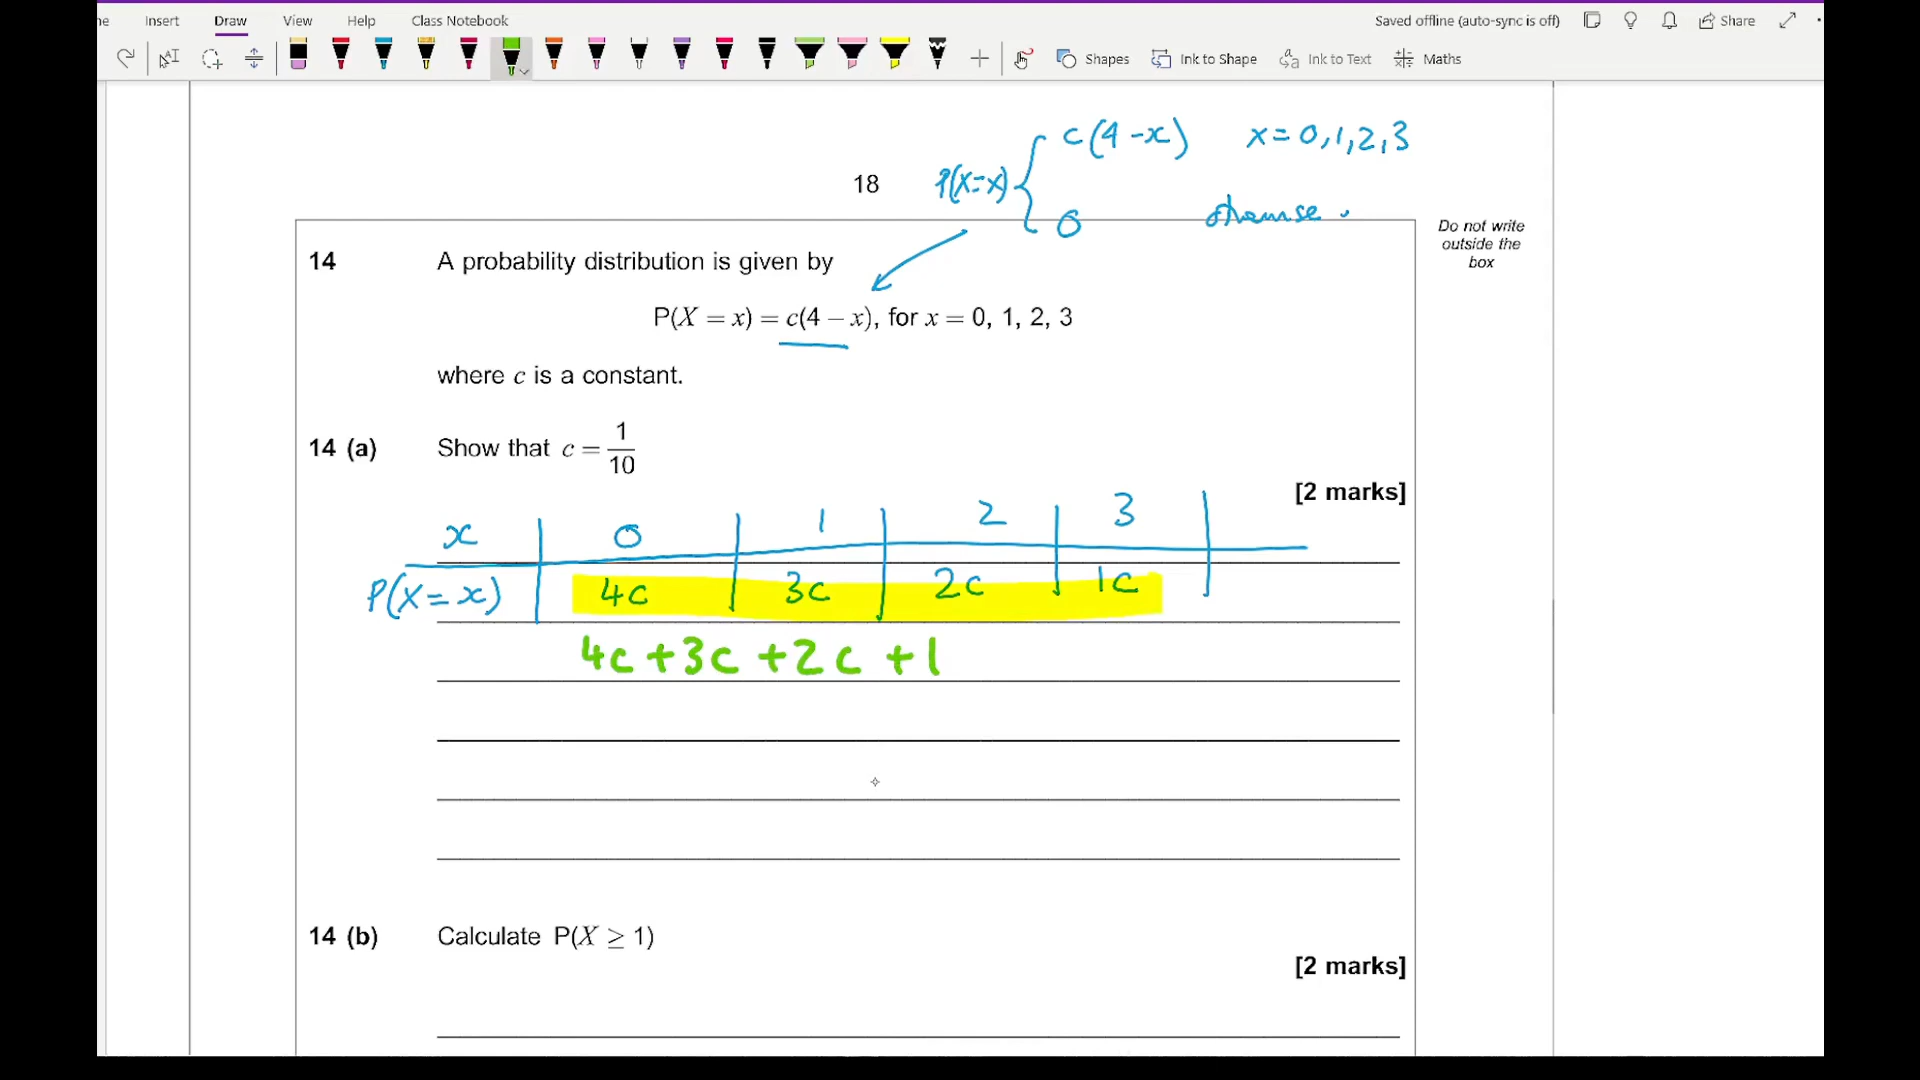 ne Insert Draw View Help Class Notebook Saved offline (auto-sync is off) Share
Shapes Ink to Shape Ink to Text Maths
c(4-x) x=0,1,2,3
18 P(X=x)
0 otherwise.
Do not write
outside the
box
14 A probability distribution is given by
P(X = x) = c(4 − x), for x = 0, 1, 2, 3
where c is a constant.
14 (a) Show that c = 1/10
[2 marks]
x 0 1 2 3
P(X=x) 4c 3c 2c 1c
4c+3c+2c+1
14 (b) Calculate P(X ≥ 1)
[2 marks]